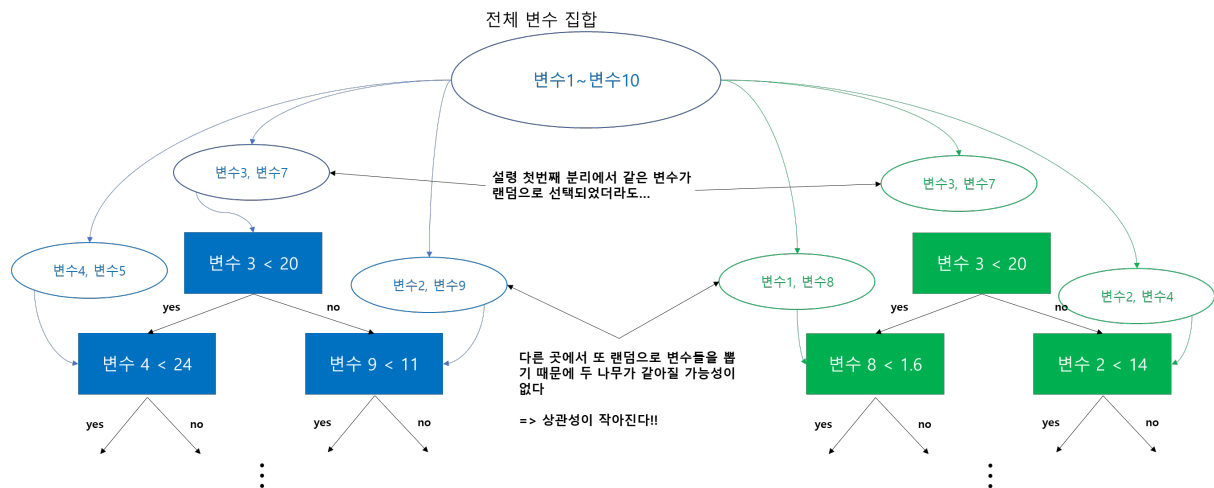 전체 변수 집합
변수1~변수10
변수3, 변수7
설령 첫번째 분리에서 같은 변수가
랜덤으로 선택되었더라도...
변수3, 변수7
변수4, 변수5
변수 3 < 20
변수2, 변수9
변수1, 변수8
변수 3 < 20
변수2, 변수4
yes
no
yes
no
변수 4 < 24
변수 9 < 11
다른 곳에서 또 랜덤으로 변수들을 뽑
기 때문에 두 나무가 같아질 가능성이
없다
=> 상관성이 작아진다!!
변수 8 < 1.6
변수 2 < 14
yes
no
yes
no
yes
no
yes
no